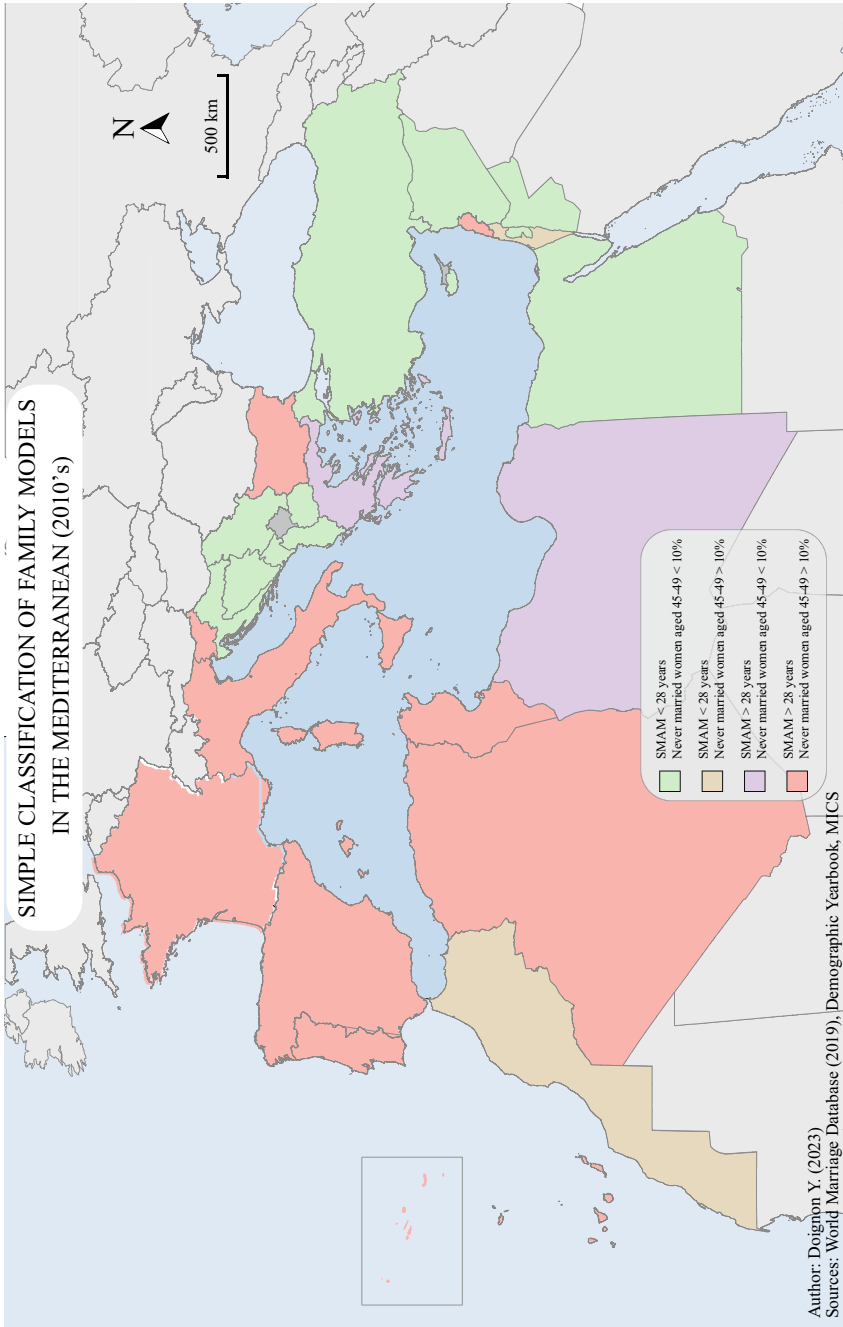 SIMPLE CLASSIFICATION OF FAMILY MODELS
IN THE MEDITERRANEAN (2010's)
N
500 km
SMAM < 28 years
Never married women aged 45-49 < 10%
SMAM < 28 years
Never married women aged 45-49 > 10%
SMAM > 28 years
Never married women aged 45-49 < 10%
SMAM > 28 years
Never married women aged 45-49 > 10%
Author: Doignon Y. (2023)
Sources: World Marriage Database (2019), Demographic Yearbook, MICS